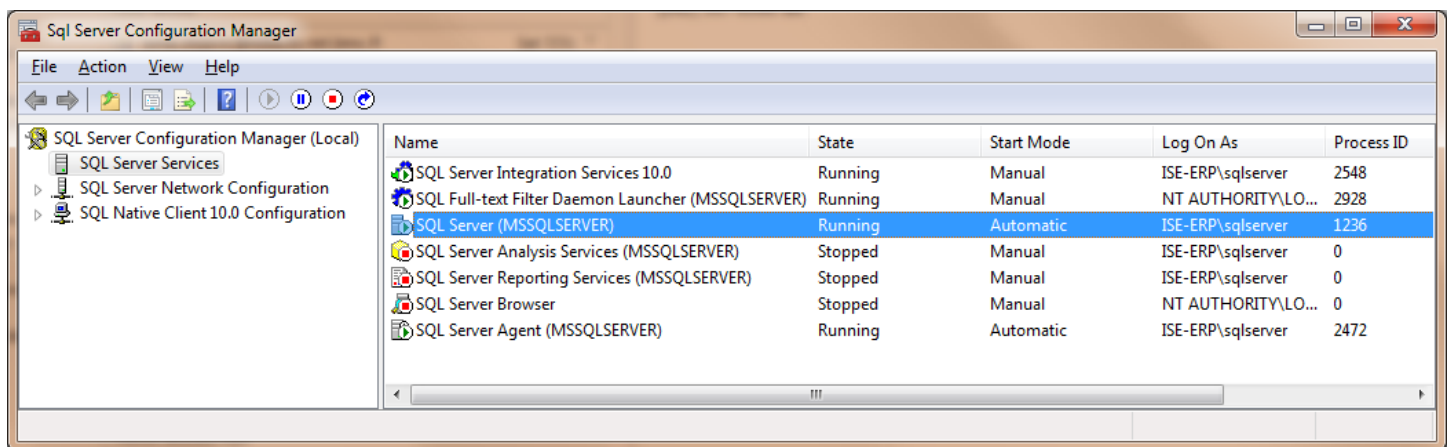 Sql Server Configuration Manager
File Action View Help
SQL Server Configuration Manager (Local)
SQL Server Services
SQL Server Network Configuration
SQL Native Client 10.0 Configuration
Name State Start Mode Log On As Process ID
SQL Server Integration Services 10.0 Running Manual ISE-ERP\sqlserver 2548
SQL Full-text Filter Daemon Launcher (MSSQLSERVER) Running Manual NT AUTHORITY\LO... 2928
SQL Server (MSSQLSERVER) Running Automatic ISE-ERP\sqlserver 1236
SQL Server Analysis Services (MSSQLSERVER) Stopped Manual ISE-ERP\sqlserver 0
SQL Server Reporting Services (MSSQLSERVER) Stopped Manual ISE-ERP\sqlserver 0
SQL Server Browser Stopped Manual NT AUTHORITY\LO... 0
SQL Server Agent (MSSQLSERVER) Running Automatic ISE-ERP\sqlserver 2472